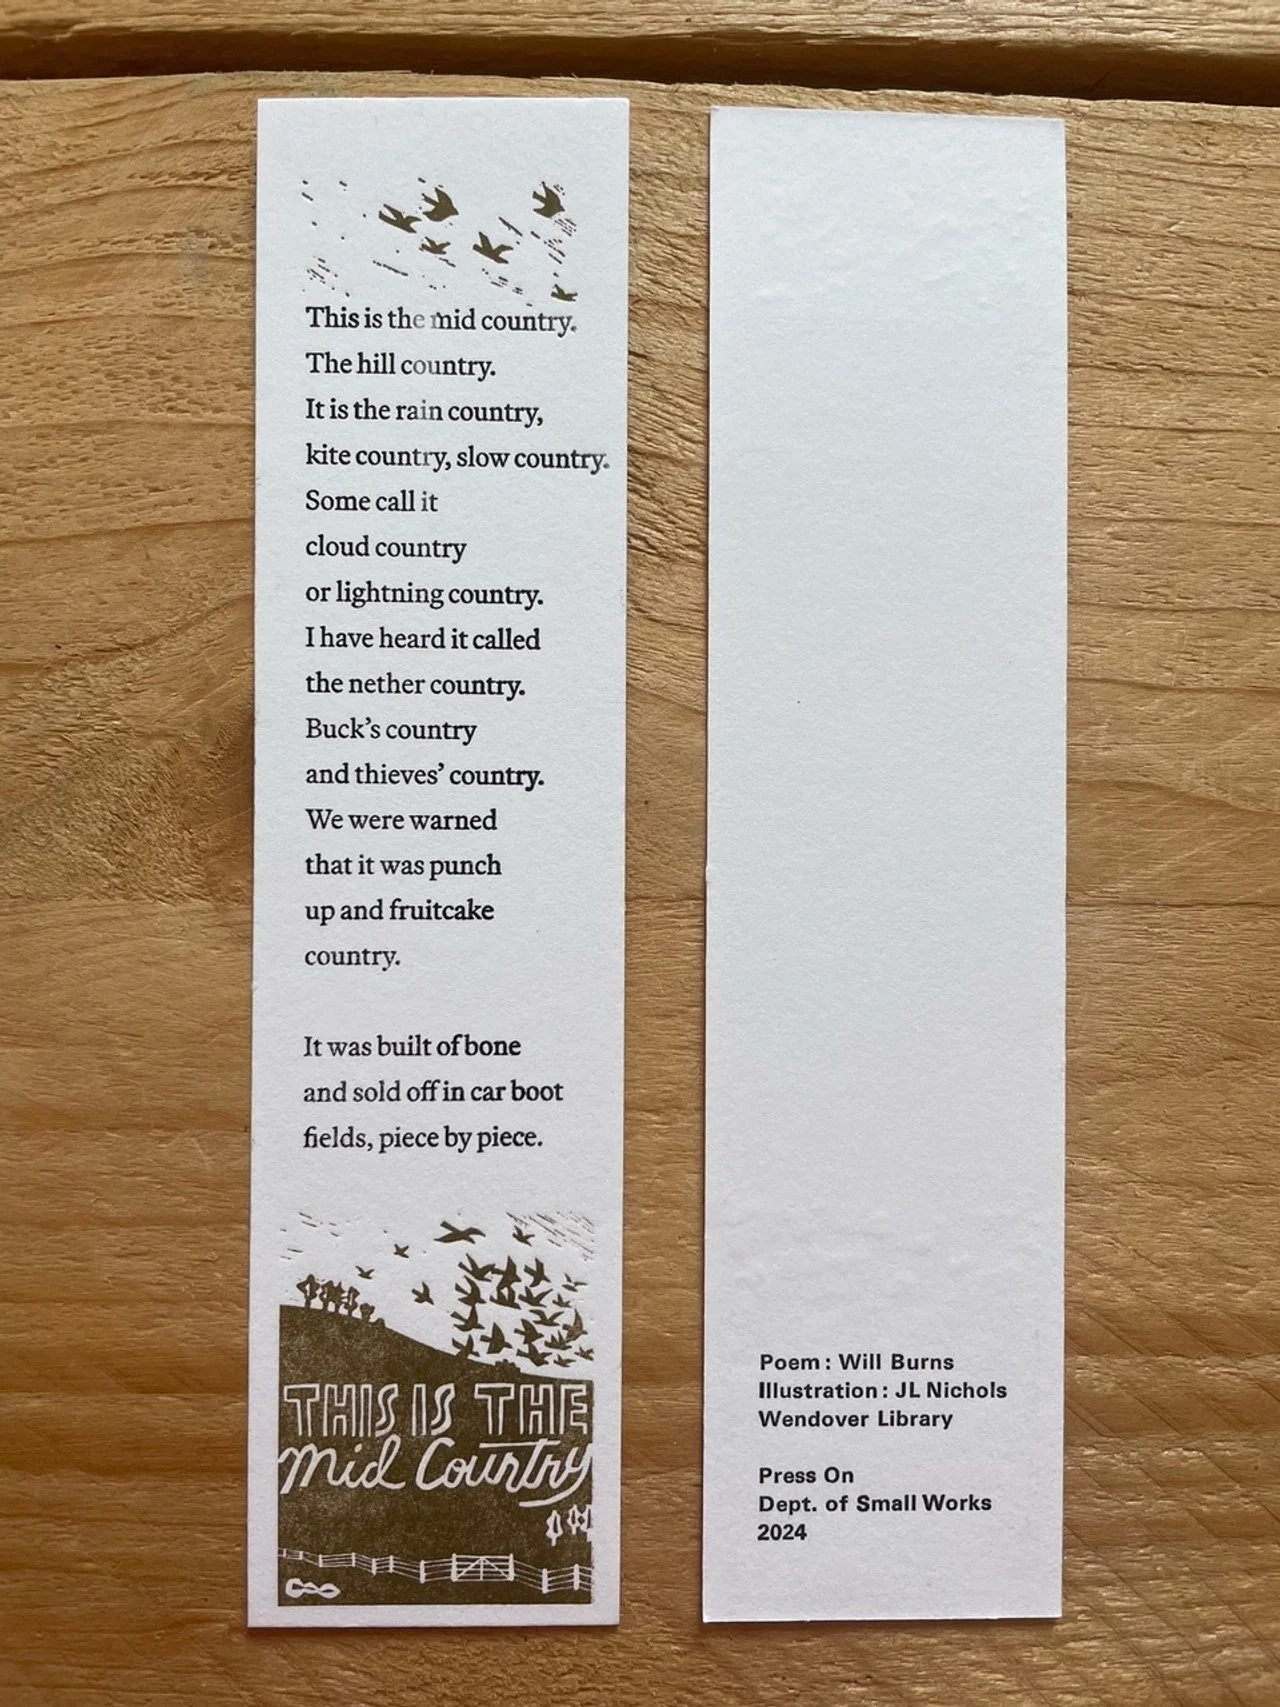 This is the mid country.
The hill country.
It is the rain country,
kite country, slow country.
Some call it
cloud country
or lightning country.
I have heard it called
the nether country.
Buck’s country
and thieves’ country.
We were warned
that it was punch
up and fruitcake
country.
It was built of bone
and sold off in car boot
fields, piece by piece.
THIS IS THE
Mid Country
Poem : Will Burns
Illustration : JL Nichols
Wendover Library
Press On
Dept. of Small Works
2024